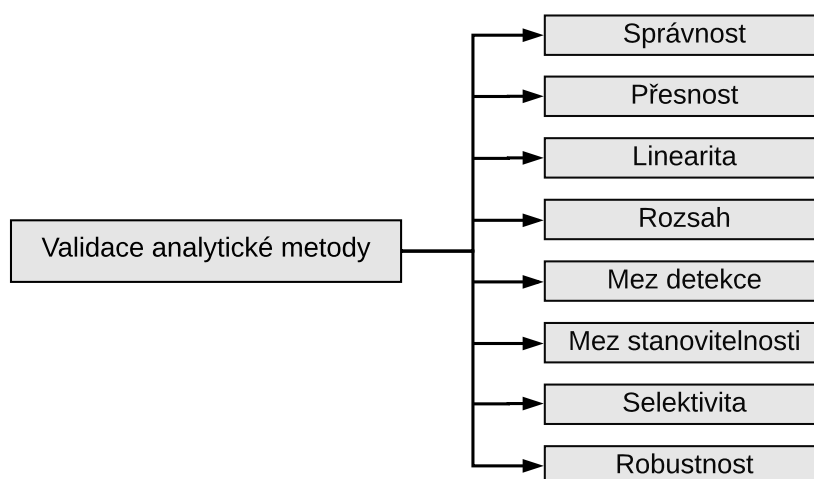 Správnost
Přesnost
Linearita
Rozsah
Validace analytické metody
Mez detekce
Mez stanovitelnosti
Selektivita
Robustnost